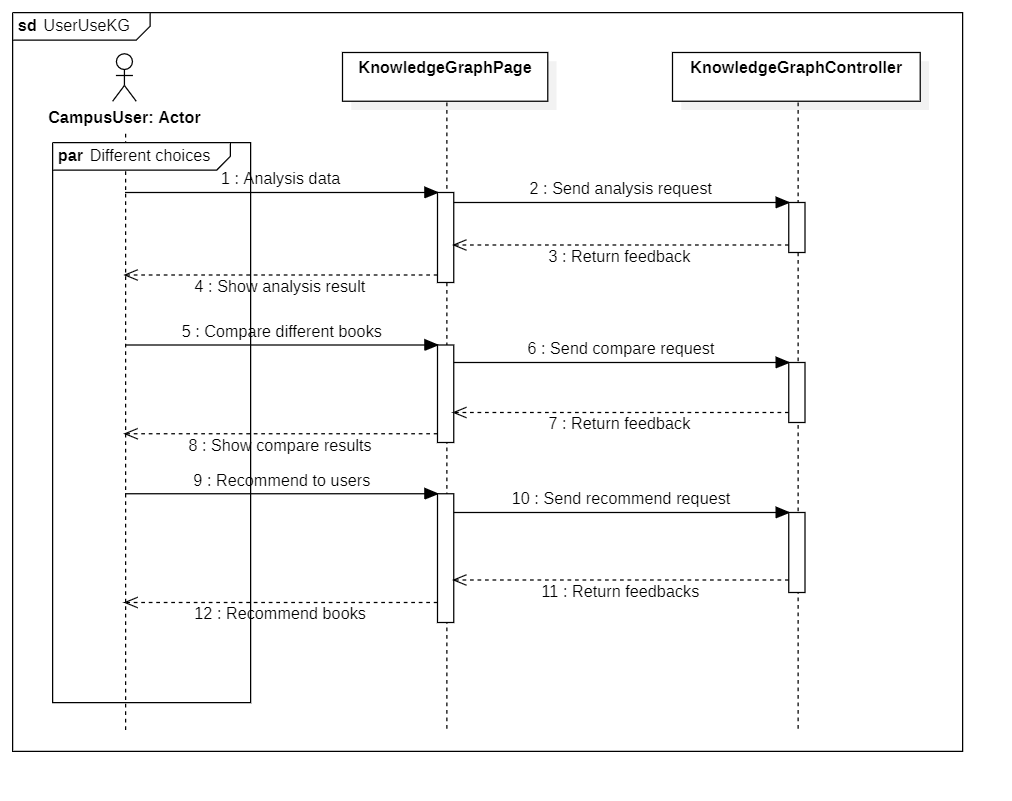 sd UserUseKG
KnowledgeGraphPage
KnowledgeGraphController
CampusUser: Actor
par Different choices
1 : Analysis data
2 : Send analysis request
3 : Return feedback
4 : Show analysis result
5 : Compare different books
6 : Send compare request
7 : Return feedback
8 : Show compare results
9 : Recommend to users
10 : Send recommend request
11 : Return feedbacks
12 : Recommend books